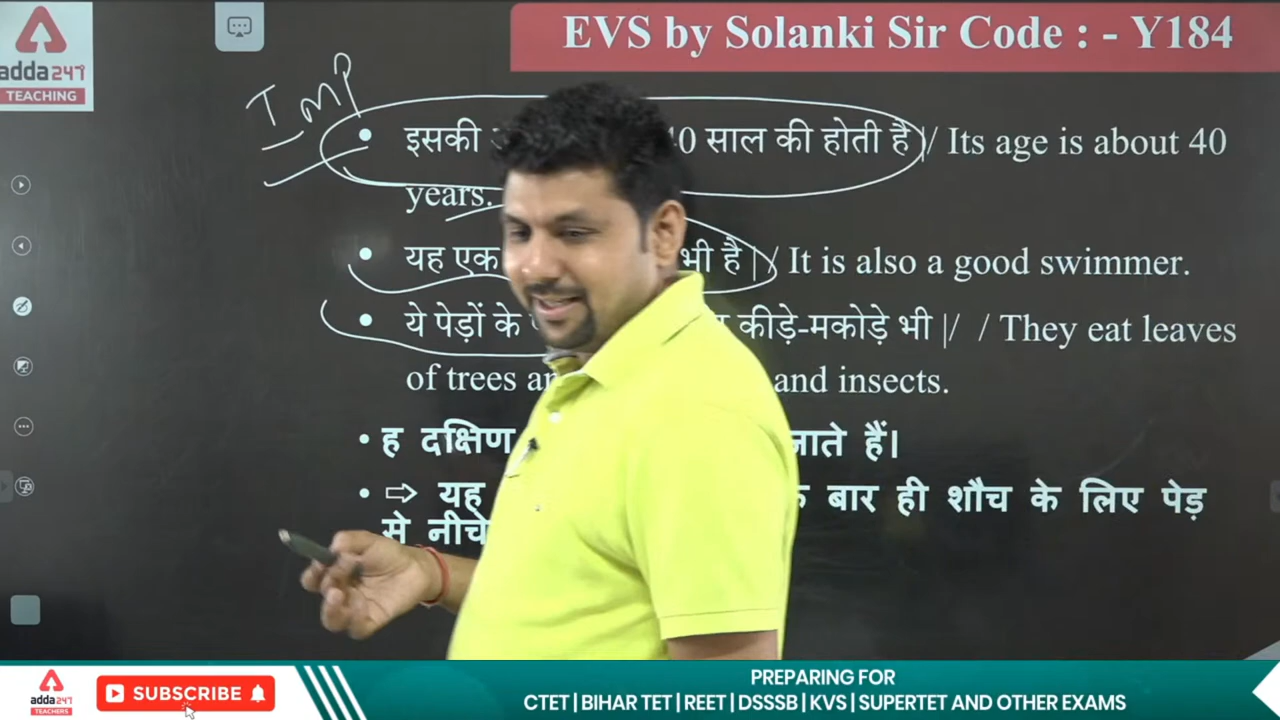 EVS by Solanki Sir Code : - Y184
adda 247
TEACHING
IMP
• इसकी 40 साल की होती है |/ Its age is about 40
years.
• यह एक भी है | / It is also a good swimmer.
• ये पेड़ों के कीड़े-मकोड़े भी |/ / They eat leaves
of trees and insects.
• ह दक्षिण जाते हैं।
• ⇨ यह बार ही शौच के लिए पेड़
से नीचे
adda 247
TEACHERS
SUBSCRIBE
PREPARING FOR
CTET | BIHAR TET | REET | DSSSB | KVS | SUPERTET AND OTHER EXAMS